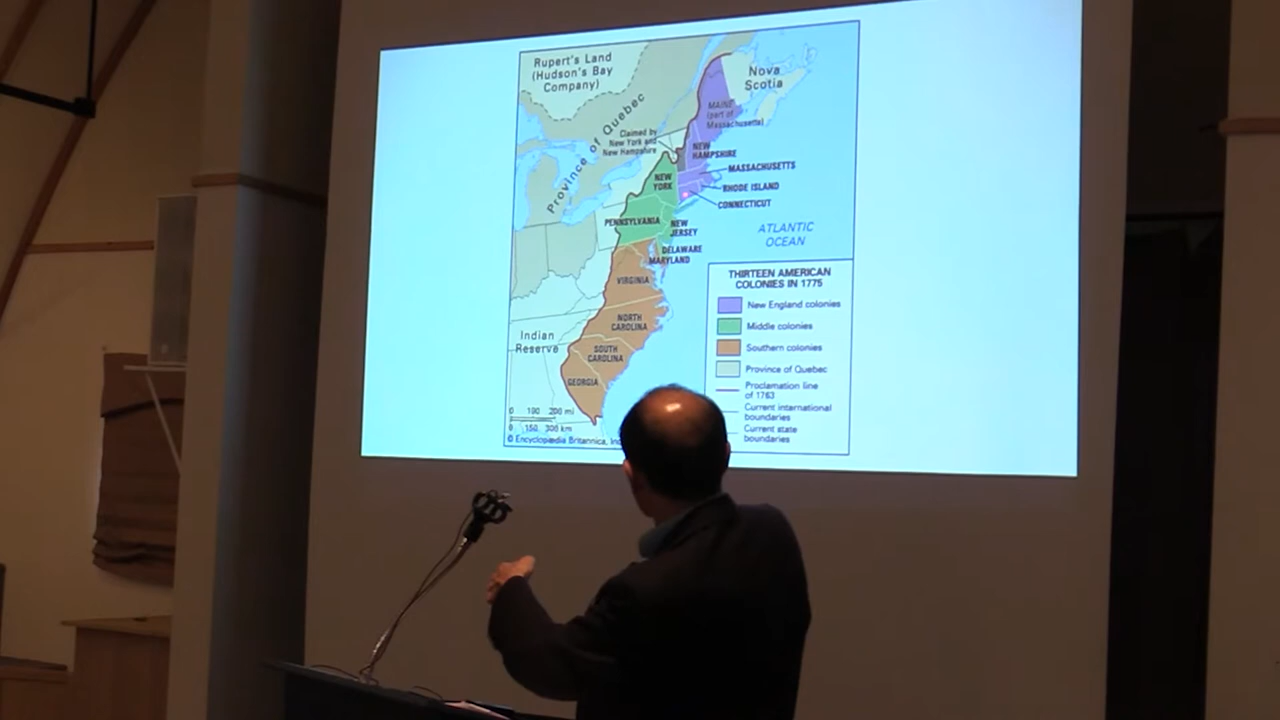 Rupert's Land
(Hudson's Bay
Company)
Nova
Scotia
Province of Quebec
MAINE
(part of
Massachusetts)
Claimed by
New York and
New Hampshire
NEW
HAMPSHIRE
MASSACHUSETTS
NEW
YORK
RHODE ISLAND
CONNECTICUT
PENNSYLVANIA
NEW
JERSEY
ATLANTIC
OCEAN
DELAWARE
MARYLAND
VIRGINIA
THIRTEEN AMERICAN
COLONIES IN 1775
New England colonies
Middle colonies
Southern colonies
Province of Quebec
Proclamation line
of 1763
Current international
boundaries
Current state
boundaries
NORTH
CAROLINA
Indian
Reserve
SOUTH
CAROLINA
GEORGIA
0 100 200 mi
0 150 300 km
© Encyclopædia Britannica, Inc